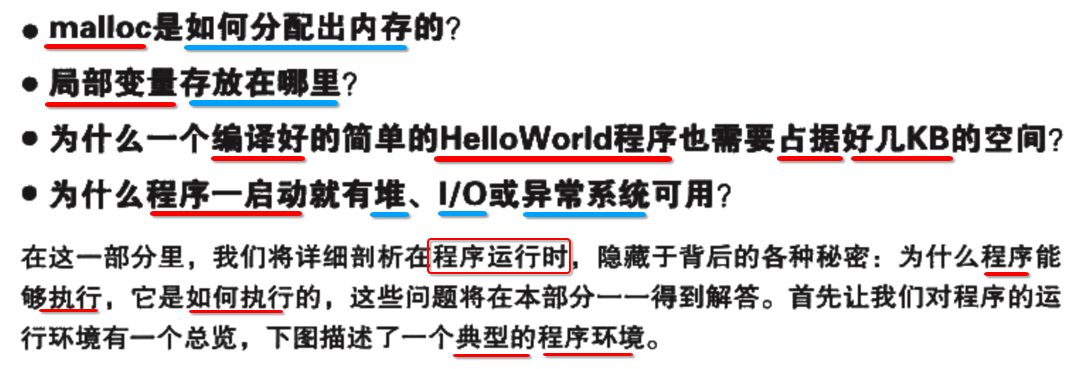 ● malloc是如何分配出内存的?
● 局部变量存放在哪里?
● 为什么一个编译好的简单的HelloWorld程序也需要占据好几KB的空间?
● 为什么程序一启动就有堆、I/O或异常系统可用?
在这一部分里，我们将详细剖析在程序运行时，隐藏于背后的各种秘密：为什么程序能
够执行，它是如何执行的，这些问题将在本部分一一得到解答。首先让我们对程序的运
行环境有一个总览，下图描述了一个典型的程序环境。